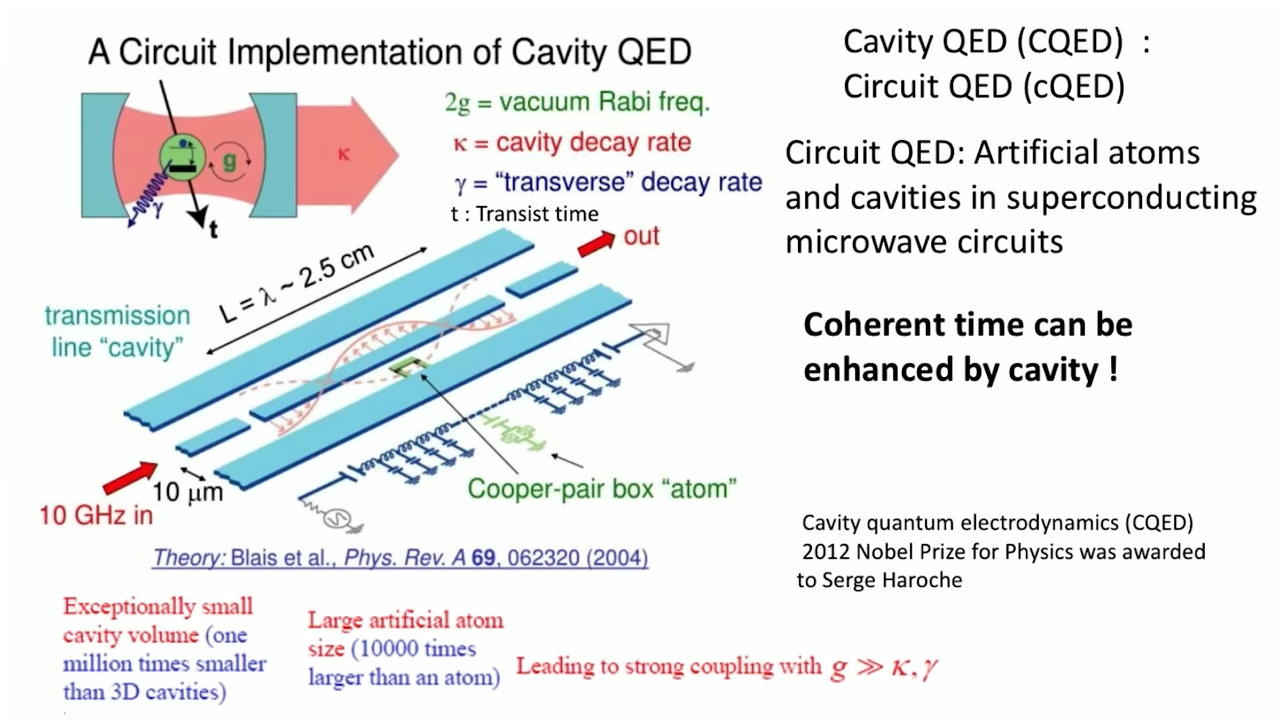 A Circuit Implementation of Cavity QED
2g = vacuum Rabi freq.
κ = cavity decay rate
γ = “transverse” decay rate
t : Transist time
g
κ
γ
t
out
L = λ ~ 2.5 cm
transmission
line “cavity”
10 μm
10 GHz in
Cooper-pair box “atom”
Theory: Blais et al., Phys. Rev. A 69, 062320 (2004)
Exceptionally small
cavity volume (one
million times smaller
than 3D cavities)
Large artificial atom
size (10000 times
larger than an atom)
Leading to strong coupling with g ≫ κ, γ
Cavity QED (CQED) :
Circuit QED (cQED)
Circuit QED: Artificial atoms
and cavities in superconducting
microwave circuits
Coherent time can be
enhanced by cavity !
Cavity quantum electrodynamics (CQED)
2012 Nobel Prize for Physics was awarded
to Serge Haroche